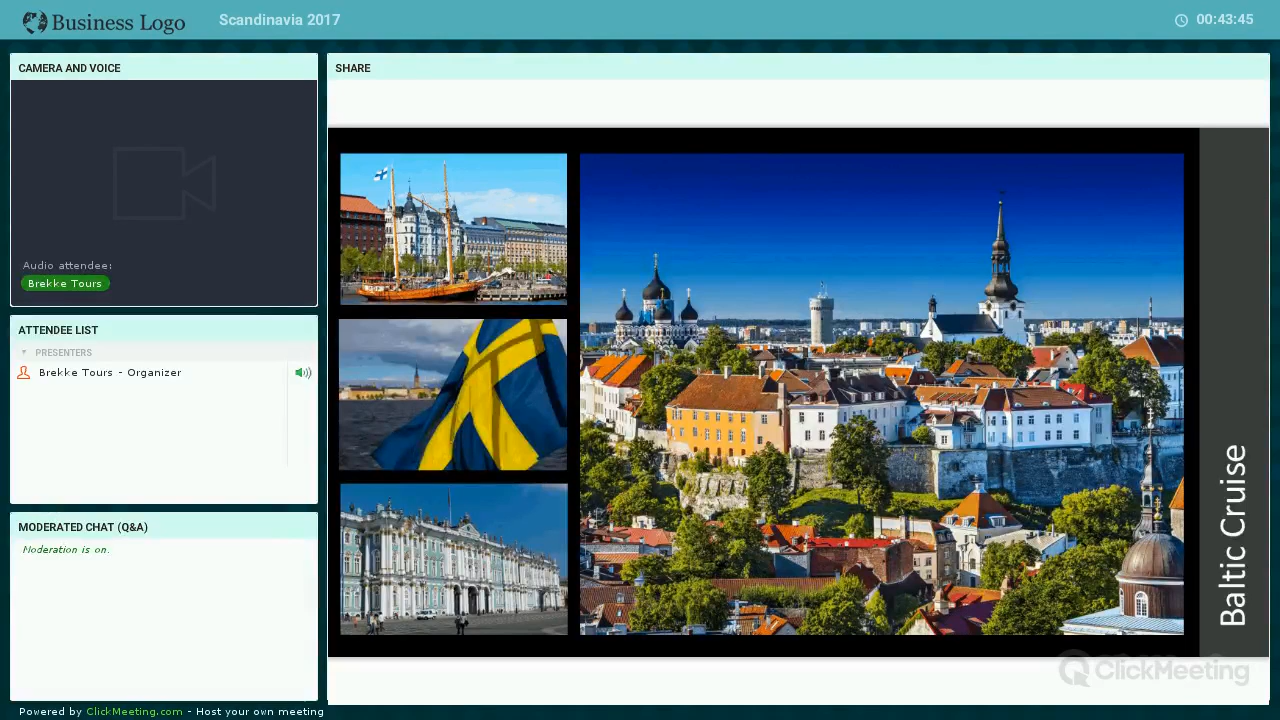 Business Logo
Scandinavia 2017
00:43:45
CAMERA AND VOICE
Audio attendee:
Brekke Tours
ATTENDEE LIST
PRESENTERS
Brekke Tours - Organizer
MODERATED CHAT (Q&A)
Moderation is on.
SHARE
Baltic Cruise
ClickMeeting
Powered by ClickMeeting.com - Host your own meeting